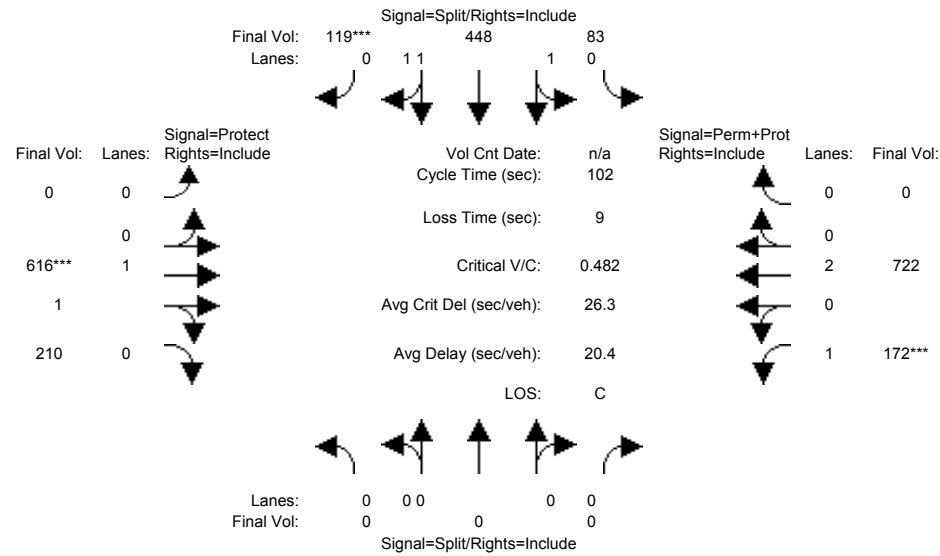 Signal=Split/Rights=Include
Final Vol: 119*** 448 83
Lanes: 0 1 1 1 0
Signal=Protect Signal=Perm+Prot
Final Vol: Lanes: Rights=Include Vol Cnt Date: n/a Rights=Include Lanes: Final Vol:
Cycle Time (sec): 102
0 0 0 0
Loss Time (sec): 9
0 0
616*** 1 Critical V/C: 0.482 2 722
1 Avg Crit Del (sec/veh): 26.3 0
210 0 Avg Delay (sec/veh): 20.4 1 172***
LOS: C
Lanes: 0 0 0 0 0
Final Vol: 0 0 0
Signal=Split/Rights=Include